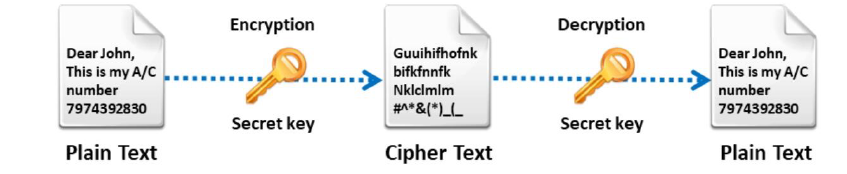 Dear John,
This is my A/C
number
7974392830
Plain Text
Encryption
Secret key
Guuihifhofnk
bifkfnnfk
Nklclmlm
#^*&(*)_(_
Cipher Text
Decryption
Secret key
Dear John,
This is my A/C
number
7974392830
Plain Text